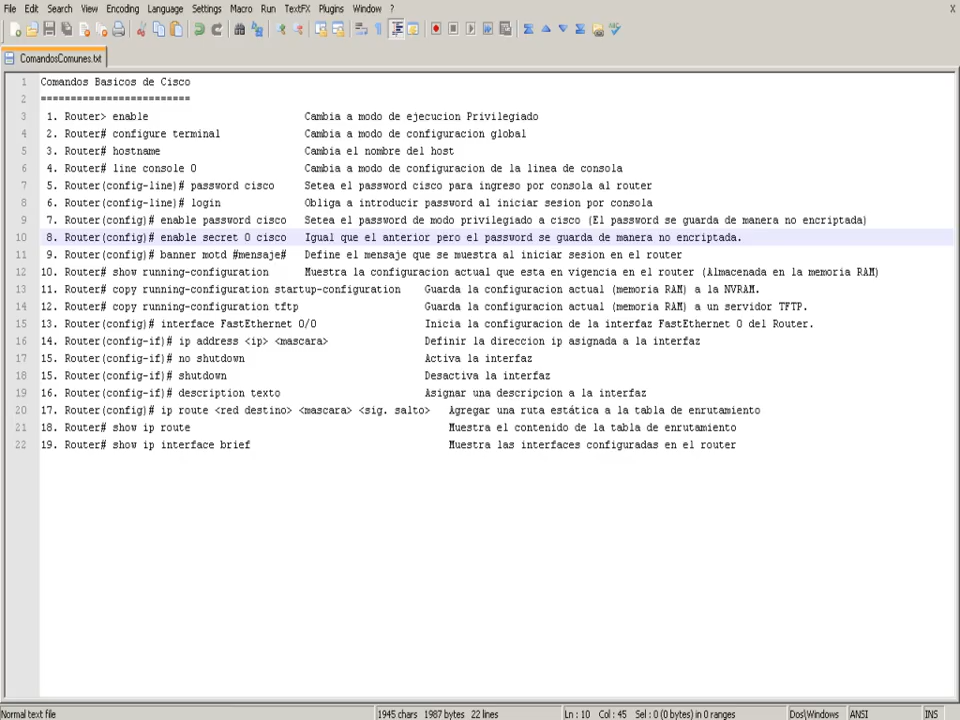 File Edit Search View Encoding Language Settings Macro Run TextFX Plugins Window ? X
ComandosComunes.txt
1 Comandos Basicos de Cisco
2 =========================
3 1. Router> enable Cambia a modo de ejecucion Privilegiado
4 2. Router# configure terminal Cambia a modo de configuracion global
5 3. Router# hostname Cambia el nombre del host
6 4. Router# line console 0 Cambia a modo de configuracion de la linea de consola
7 5. Router(config-line)# password cisco Setea el password cisco para ingreso por consola al router
8 6. Router(config-line)# login Obliga a introducir password al iniciar sesion por consola
9 7. Router(config)# enable password cisco Setea el password de modo privilegiado a cisco (El password se guarda de manera no encriptada)
10 8. Router(config)# enable secret 0 cisco Igual que el anterior pero el password se guarda de manera no encriptada.
11 9. Router(config)# banner motd #mensaje# Define el mensaje que se muestra al iniciar sesion en el router
12 10. Router# show running-configuration Muestra la configuracion actual que esta en vigencia en el router (Almacenada en la memoria RAM)
13 11. Router# copy running-configuration startup-configuration Guarda la configuracion actual (memoria RAM) a la NVRAM.
14 12. Router# copy running-configuration tftp Guarda la configuracion actual (memoria RAM) a un servidor TFTP.
15 13. Router(config)# interface FastEthernet 0/0 Inicia la configuracion de la interfaz FastEthernet 0 del Router.
16 14. Router(config-if)# ip address <ip> <mascara> Definir la direccion ip asignada a la interfaz
17 15. Router(config-if)# no shutdown Activa la interfaz
18 15. Router(config-if)# shutdown Desactiva la interfaz
19 16. Router(config-if)# description texto Asignar una descripcion a la interfaz
20 17. Router(config)# ip route <red destino> <mascara> <sig. salto> Agregar una ruta estática a la tabla de enrutamiento
21 18. Router# show ip route Muestra el contenido de la tabla de enrutamiento
22 19. Router# show ip interface brief Muestra las interfaces configuradas en el router
Normal text file 1945 chars 1987 bytes 22 lines Ln : 10 Col : 45 Sel : 0 (0 bytes) in 0 ranges Dos\Windows ANSI INS